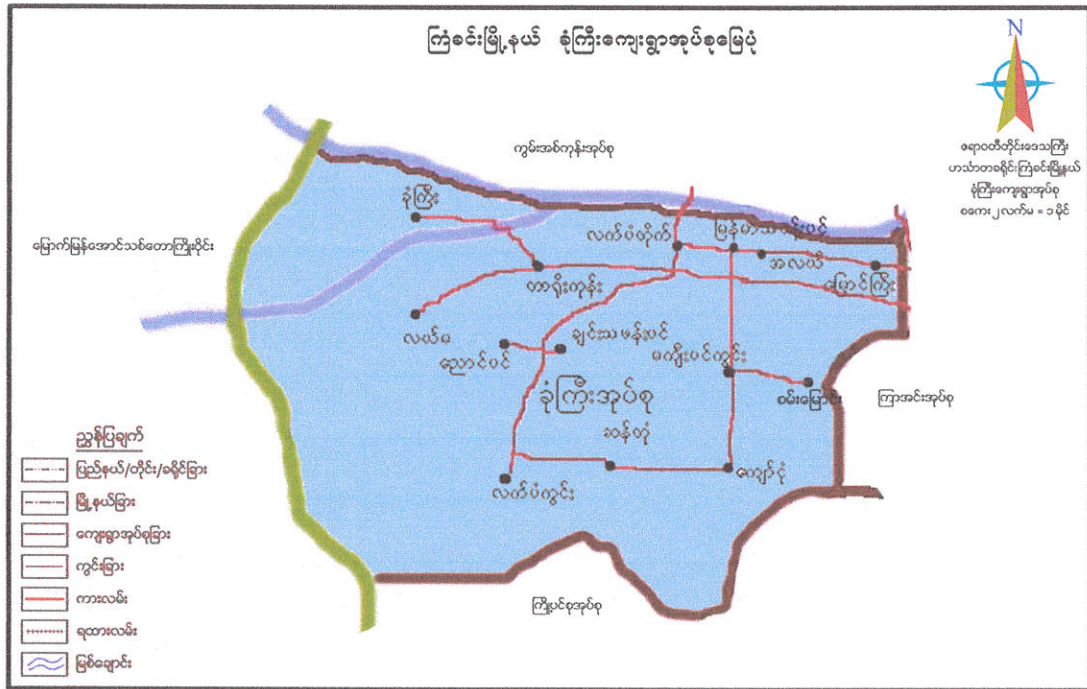 ကြံခင်းမြို့နယ် ခုံကြီးကျေးရွာအုပ်စုမြေပုံ
N
ဧရာဝတီတိုင်းဒေသကြီး
ဟင်္သာတခရိုင်၊ကြံခင်းမြို့နယ်
ခုံကြီးကျေးရွာအုပ်စု
စကေး၂လက်မ = ၁မိုင်
ကွမ်းအစ်ကုန်းအုပ်စု
မြောက်မြန်အောင်သစ်တောကြိုးဝိုင်း
ခုံကြီး
လက်ပံတိုက်
အလယ်
မြောင်ကြီး
တာရိုးကုန်း
လယ်မ
ညောင်ပင်
ချင်းသဖန်းပင်
မကျီးပင်ကွင်း
စမ်းမြောင်း
ကြာအင်းအုပ်စု
ခုံကြီးအုပ်စု
ဆန်တုံ
ကျော်ငုံ
လက်ပံကွင်း
ကြို့ပင်စုအုပ်စု
ညွှန်ပြချက်
ပြည်နယ်/တိုင်း/ခရိုင်ခြား
မြို့နယ်ခြား
ကျေးရွာအုပ်စုခြား
ကွင်းခြား
ကားလမ်း
ရထားလမ်း
မြစ်ချောင်း